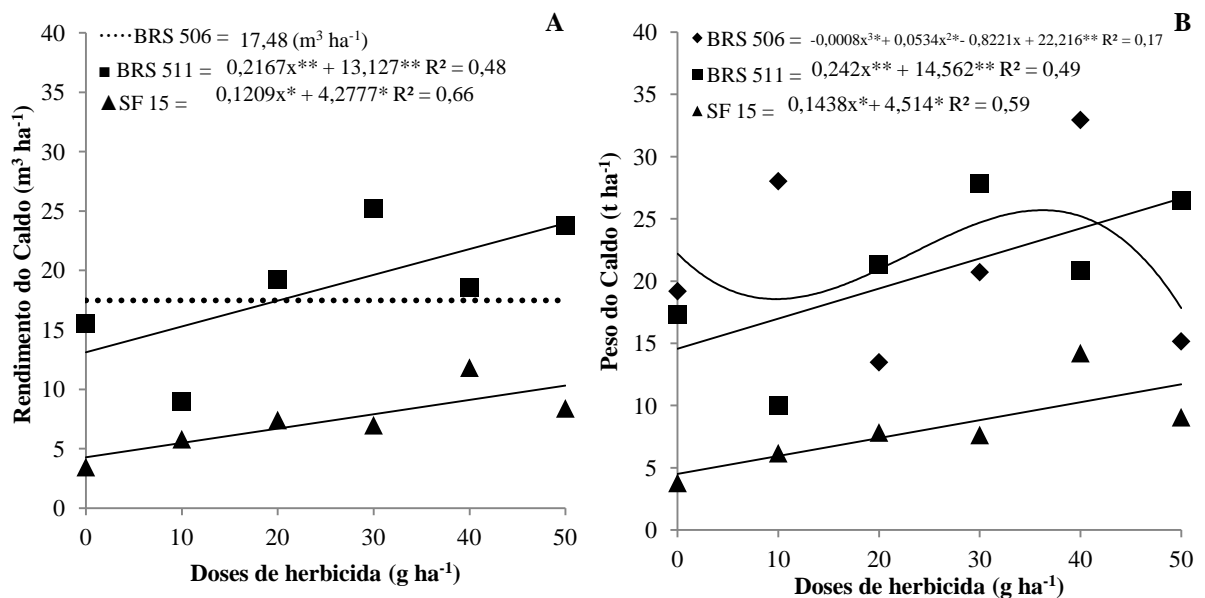 A
BRS 506 = 17,48 (m³ ha⁻¹)
BRS 511 = 0,2167x** + 13,127** R² = 0,48
SF 15 = 0,1209x* + 4,2777* R² = 0,66
Rendimento do Caldo (m³ ha⁻¹)
40
35
30
25
20
15
10
5
0
0 10 20 30 40 50
Doses de herbicida (g ha⁻¹)
B
BRS 506 = -0,0008x³*+ 0,0534x²*- 0,8221x + 22,216** R² = 0,17
BRS 511 = 0,242x** + 14,562** R² = 0,49
SF 15 = 0,1438x*+ 4,514* R² = 0,59
Peso do Caldo (t ha⁻¹)
40
35
30
25
20
15
10
5
0
0 10 20 30 40 50
Doses de herbicida (g ha⁻¹)